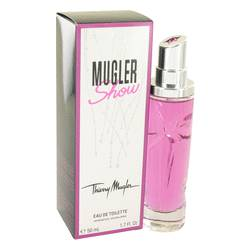 MUGLER
Show
Thierry Mugler
EAU DE TOILETTE
50 ml 1.7 Fl Oz